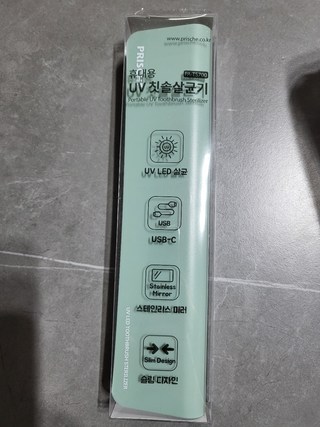 www.prische.co.kr
휴대용
PA-TS700
UV 칫솔살균기
Portable UV Toothbrush Sterilizer
UV LED 살균
USB
USB-C
Stainless
Mirror
스테인리스 미러
Slim Design
슬림 디자인